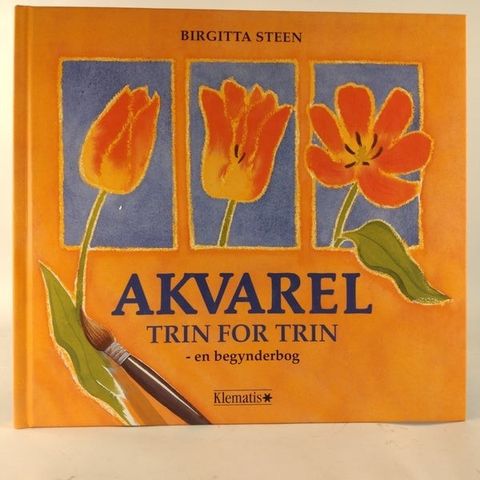 BIRGITTA STEEN
AKVAREL
TRIN FOR TRIN
- en begynderbog
Klematis